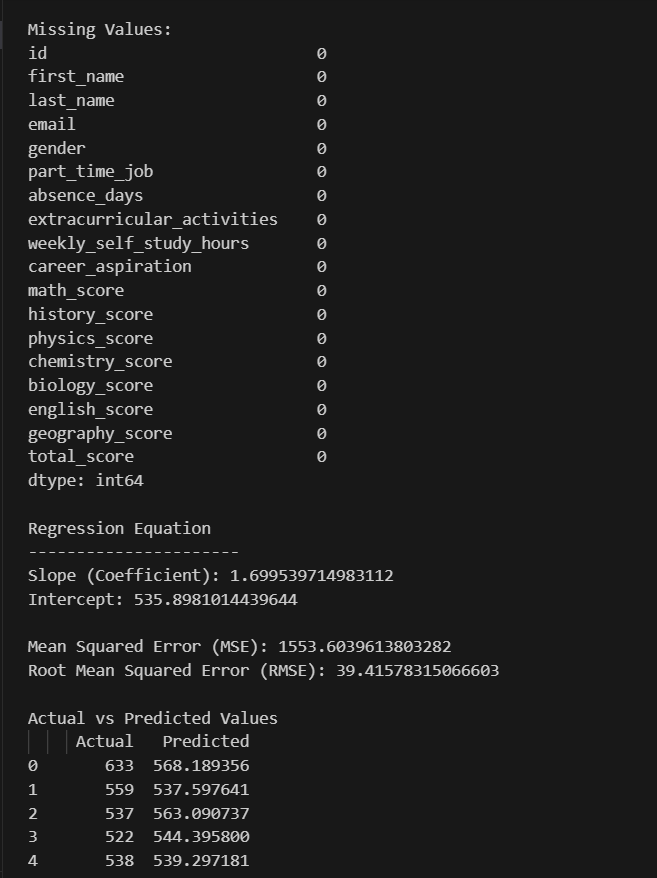 Missing Values:
id 0
first_name 0
last_name 0
email 0
gender 0
part_time_job 0
absence_days 0
extracurricular_activities 0
weekly_self_study_hours 0
career_aspiration 0
math_score 0
history_score 0
physics_score 0
chemistry_score 0
biology_score 0
english_score 0
geography_score 0
total_score 0
dtype: int64
Regression Equation
----------------------
Slope (Coefficient): 1.699539714983112
Intercept: 535.8981014439644
Mean Squared Error (MSE): 1553.6039613803282
Root Mean Squared Error (RMSE): 39.41578315066603
Actual vs Predicted Values
Actual Predicted
0 633 568.189356
1 559 537.597641
2 537 563.090737
3 522 544.395800
4 538 539.297181